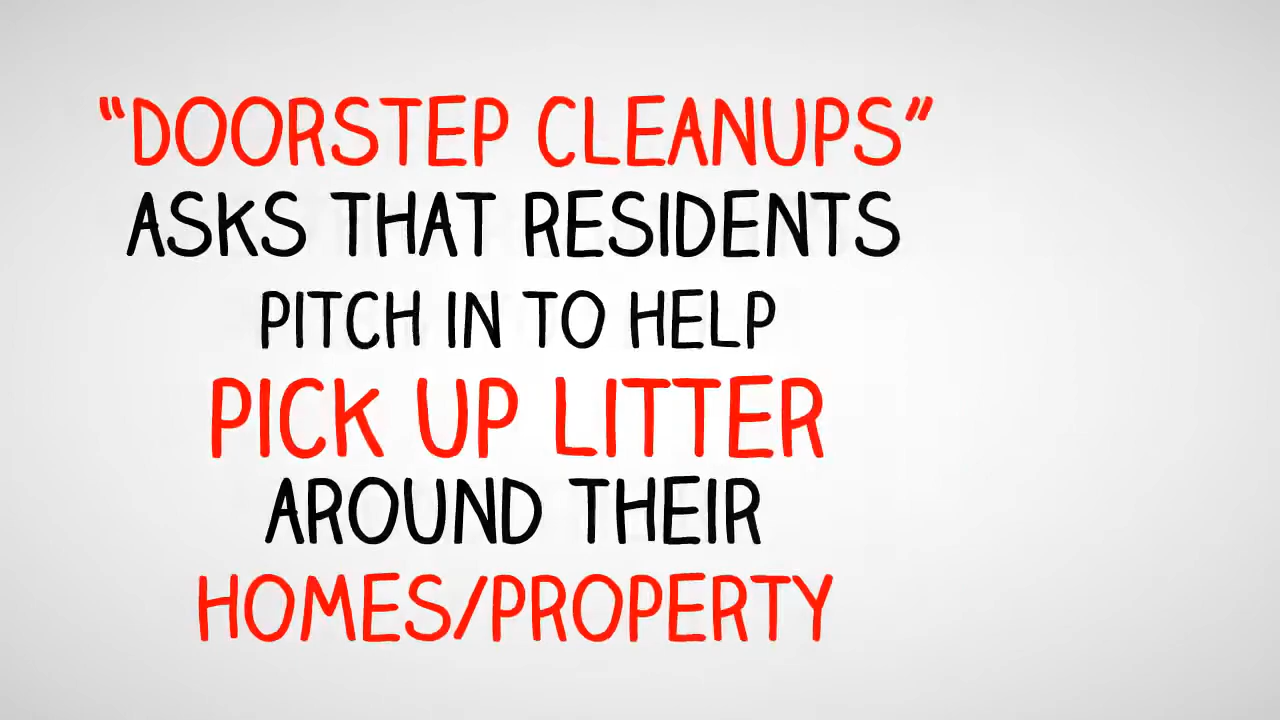 “DOORSTEP CLEANUPS”
ASKS THAT RESIDENTS
PITCH IN TO HELP
PICK UP LITTER
AROUND THEIR
HOMES/PROPERTY